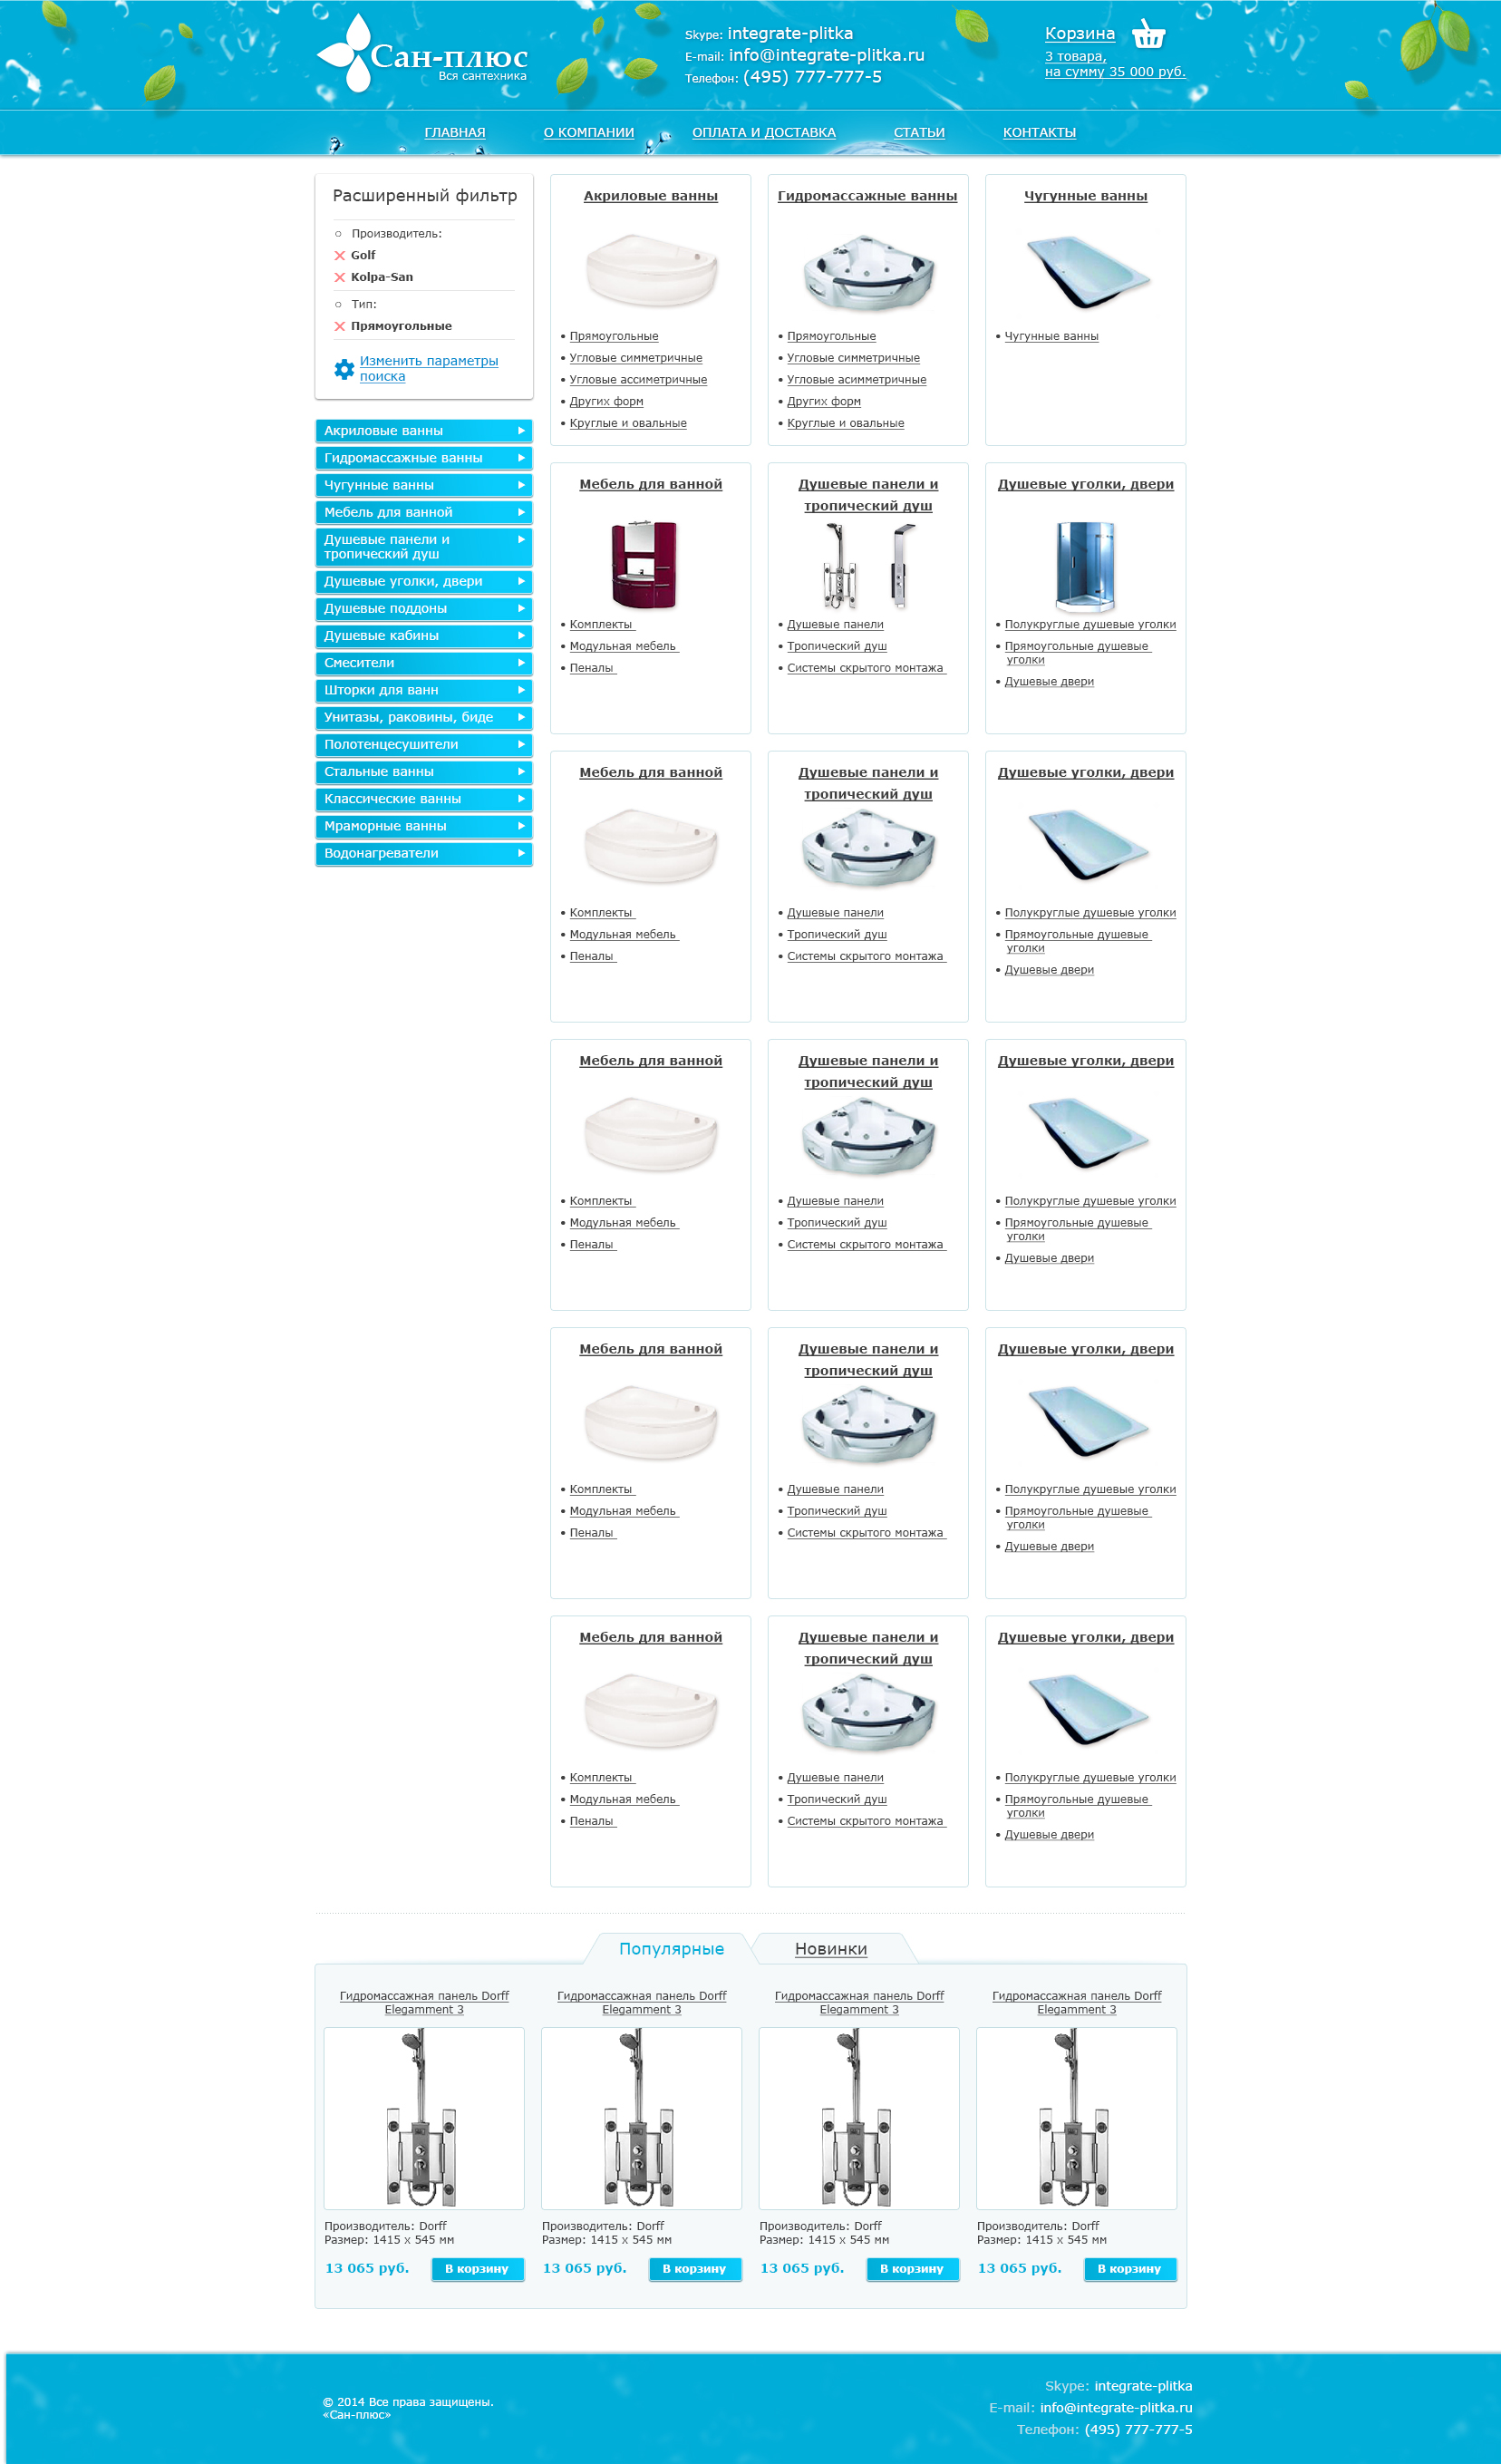 Сан-плюс
Вся сантехника
Skype: integrate-plitka
E-mail: info@integrate-plitka.ru
Телефон: (495) 777-777-5
Корзина
3 товара,
на сумму 35 000 руб.
ГЛАВНАЯ О КОМПАНИИ ОПЛАТА И ДОСТАВКА СТАТЬИ КОНТАКТЫ
Расширенный фильтр
Производитель:
Golf
Kolpa-San
Тип:
Прямоугольные
Изменить параметры
поиска
Акриловые ванны
Гидромассажные ванны
Чугунные ванны
Мебель для ванной
Душевые панели и
тропический душ
Душевые уголки, двери
Душевые поддоны
Душевые кабины
Смесители
Шторки для ванн
Унитазы, раковины, биде
Полотенцесушители
Стальные ванны
Классические ванны
Мраморные ванны
Водонагреватели
Акриловые ванны
• Прямоугольные
• Угловые симметричные
• Угловые ассиметричные
• Других форм
• Круглые и овальные
Гидромассажные ванны
• Прямоугольные
• Угловые симметричные
• Угловые асимметричные
• Других форм
• Круглые и овальные
Чугунные ванны
• Чугунные ванны
Мебель для ванной
• Комплекты
• Модульная мебель
• Пеналы
Душевые панели и
тропический душ
• Душевые панели
• Тропический душ
• Системы скрытого монтажа
Душевые уголки, двери
• Полукруглые душевые уголки
• Прямоугольные душевые
уголки
• Душевые двери
Мебель для ванной
• Комплекты
• Модульная мебель
• Пеналы
Душевые панели и
тропический душ
• Душевые панели
• Тропический душ
• Системы скрытого монтажа
Душевые уголки, двери
• Полукруглые душевые уголки
• Прямоугольные душевые
уголки
• Душевые двери
Мебель для ванной
• Комплекты
• Модульная мебель
• Пеналы
Душевые панели и
тропический душ
• Душевые панели
• Тропический душ
• Системы скрытого монтажа
Душевые уголки, двери
• Полукруглые душевые уголки
• Прямоугольные душевые
уголки
• Душевые двери
Мебель для ванной
• Комплекты
• Модульная мебель
• Пеналы
Душевые панели и
тропический душ
• Душевые панели
• Тропический душ
• Системы скрытого монтажа
Душевые уголки, двери
• Полукруглые душевые уголки
• Прямоугольные душевые
уголки
• Душевые двери
Мебель для ванной
• Комплекты
• Модульная мебель
• Пеналы
Душевые панели и
тропический душ
• Душевые панели
• Тропический душ
• Системы скрытого монтажа
Душевые уголки, двери
• Полукруглые душевые уголки
• Прямоугольные душевые
уголки
• Душевые двери
Популярные Новинки
Гидромассажная панель Dorff
Elegamment 3
Производитель: Dorff
Размер: 1415 x 545 мм
13 065 руб. В корзину
Гидромассажная панель Dorff
Elegamment 3
Производитель: Dorff
Размер: 1415 x 545 мм
13 065 руб. В корзину
Гидромассажная панель Dorff
Elegamment 3
Производитель: Dorff
Размер: 1415 x 545 мм
13 065 руб. В корзину
Гидромассажная панель Dorff
Elegamment 3
Производитель: Dorff
Размер: 1415 x 545 мм
13 065 руб. В корзину
© 2014 Все права защищены.
«Сан-плюс»
Skype: integrate-plitka
E-mail: info@integrate-plitka.ru
Телефон: (495) 777-777-5